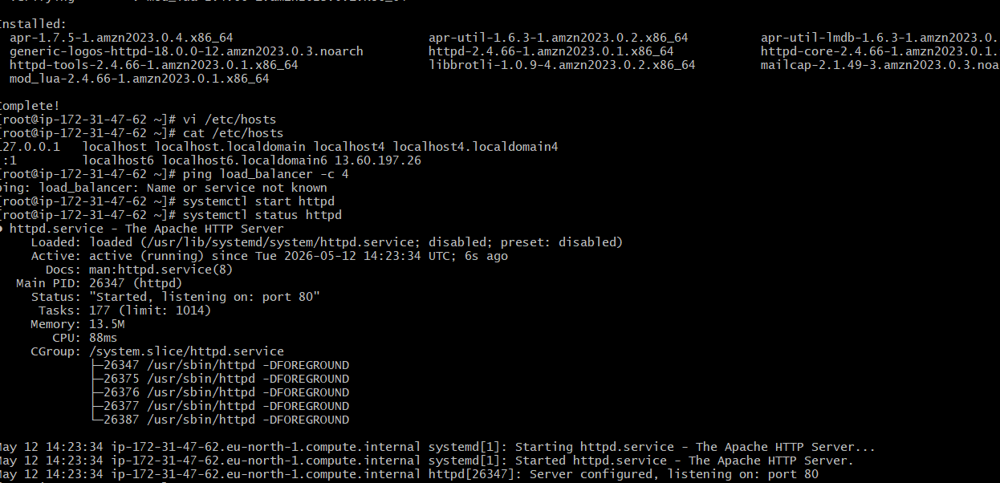 Installed:
apr-1.7.5-1.amzn2023.0.4.x86_64 apr-util-1.6.3-1.amzn2023.0.2.x86_64 apr-util-lmdb-1.6.3-1.amzn2023.0.
generic-logos-httpd-18.0.0-12.amzn2023.0.3.noarch httpd-2.4.66-1.amzn2023.0.1.x86_64 httpd-core-2.4.66-1.amzn2023.0.1.
httpd-tools-2.4.66-1.amzn2023.0.1.x86_64 libbrotli-1.0.9-4.amzn2023.0.2.x86_64 mailcap-2.1.49-3.amzn2023.0.3.noa
mod_lua-2.4.66-1.amzn2023.0.1.x86_64
Complete!
[root@ip-172-31-47-62 ~]# vi /etc/hosts
[root@ip-172-31-47-62 ~]# cat /etc/hosts
127.0.0.1 localhost localhost.localdomain localhost4 localhost4.localdomain4
::1 localhost6 localhost6.localdomain6 13.60.197.26
[root@ip-172-31-47-62 ~]# ping load_balancer -c 4
ping: load_balancer: Name or service not known
[root@ip-172-31-47-62 ~]# systemctl start httpd
[root@ip-172-31-47-62 ~]# systemctl status httpd
● httpd.service - The Apache HTTP Server
Loaded: loaded (/usr/lib/systemd/system/httpd.service; disabled; preset: disabled)
Active: active (running) since Tue 2026-05-12 14:23:34 UTC; 6s ago
Docs: man:httpd.service(8)
Main PID: 26347 (httpd)
Status: "Started, listening on: port 80"
Tasks: 177 (limit: 1014)
Memory: 13.5M
CPU: 88ms
CGroup: /system.slice/httpd.service
├─26347 /usr/sbin/httpd -DFOREGROUND
├─26375 /usr/sbin/httpd -DFOREGROUND
├─26376 /usr/sbin/httpd -DFOREGROUND
├─26377 /usr/sbin/httpd -DFOREGROUND
└─26387 /usr/sbin/httpd -DFOREGROUND
May 12 14:23:34 ip-172-31-47-62.eu-north-1.compute.internal systemd[1]: Starting httpd.service - The Apache HTTP Server...
May 12 14:23:34 ip-172-31-47-62.eu-north-1.compute.internal systemd[1]: Started httpd.service - The Apache HTTP Server.
May 12 14:23:34 ip-172-31-47-62.eu-north-1.compute.internal httpd[26347]: Server configured, listening on: port 80